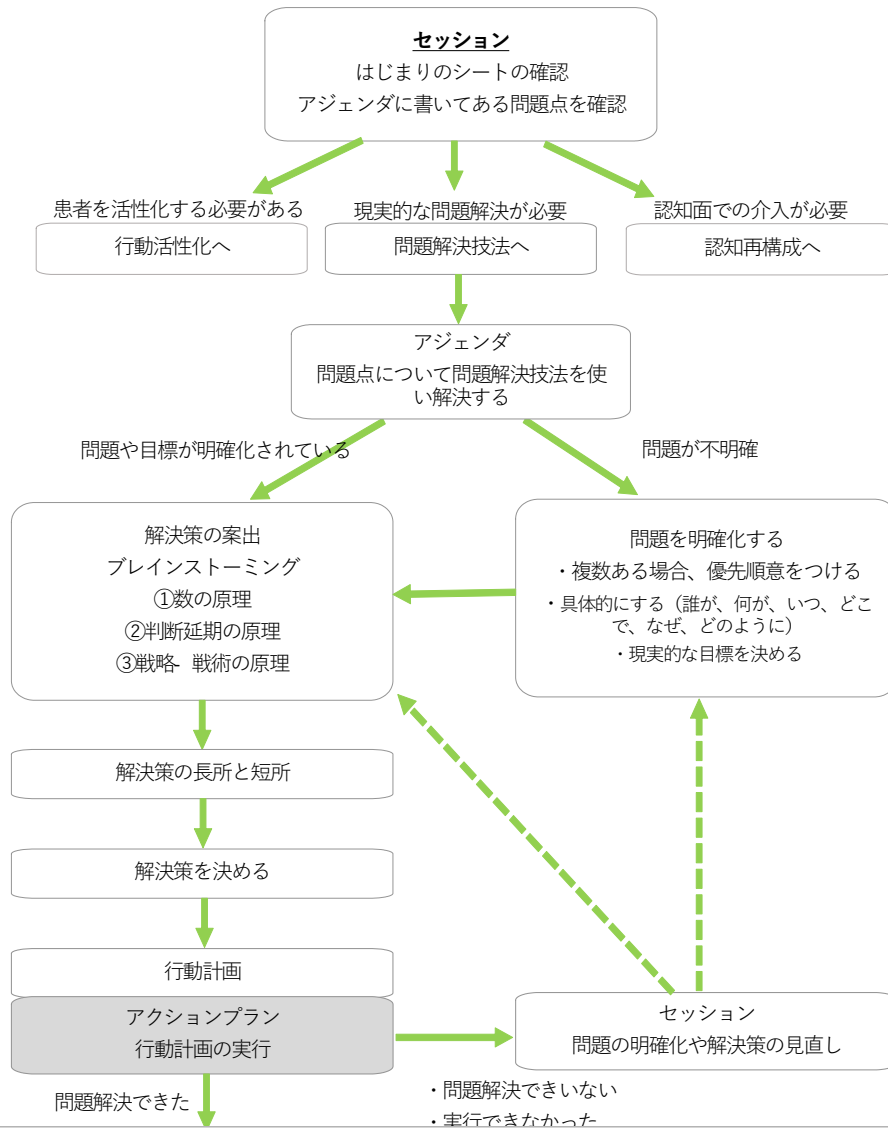 セッション
はじまりのシートの確認
アジェンダに書いてある問題点を確認
患者を活性化する必要がある
現実的な問題解決が必要
認知面での介入が必要
行動活性化へ
問題解決技法へ
認知再構成へ
アジェンダ
問題点について問題解決技法を使
い解決する
問題や目標が明確化されている
問題が不明確
解決策の案出
ブレインストーミング
①数の原理
②判断延期の原理
③戦略- 戦術の原理
問題を明確化する
・複数ある場合、優先順意をつける
・具体的にする（誰が、何が、いつ、どこ
で、なぜ、どのように）
・現実的な目標を決める
解決策の長所と短所
解決策を決める
行動計画
アクションプラン
行動計画の実行
セッション
問題の明確化や解決策の見直し
問題解決できた
・問題解決できいない
・実行できなかった